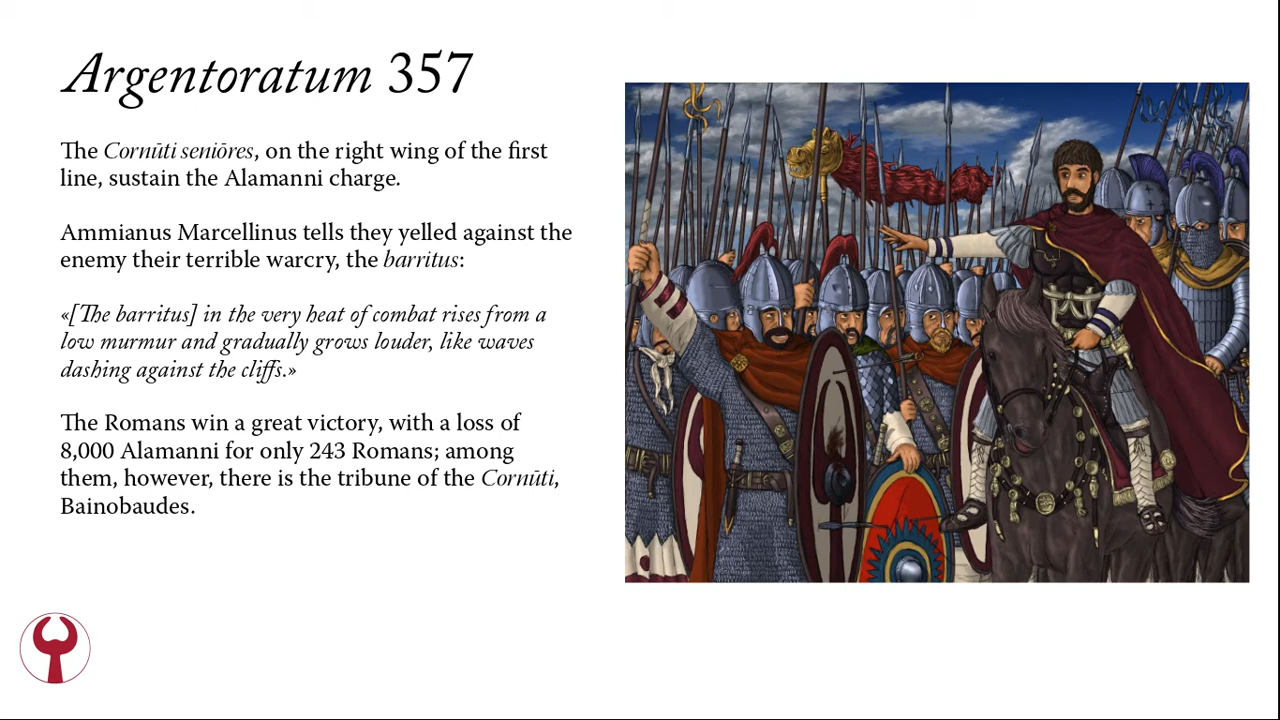 Argentoratum 357
The Cornūti seniōres, on the right wing of the first
line, sustain the Alamanni charge.
Ammianus Marcellinus tells they yelled against the
enemy their terrible warcry, the barritus:
«[The barritus] in the very heat of combat rises from a
low murmur and gradually grows louder, like waves
dashing against the cliffs.»
The Romans win a great victory, with a loss of
8,000 Alamanni for only 243 Romans; among
them, however, there is the tribune of the Cornūti,
Bainobaudes.